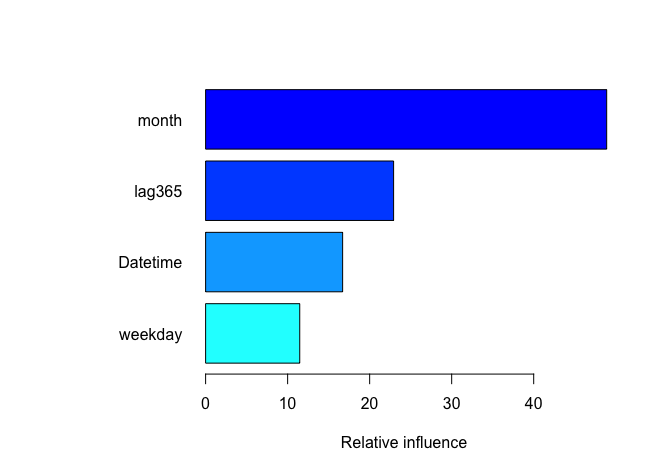 month
lag365
Datetime
weekday
0 10 20 30 40
Relative influence